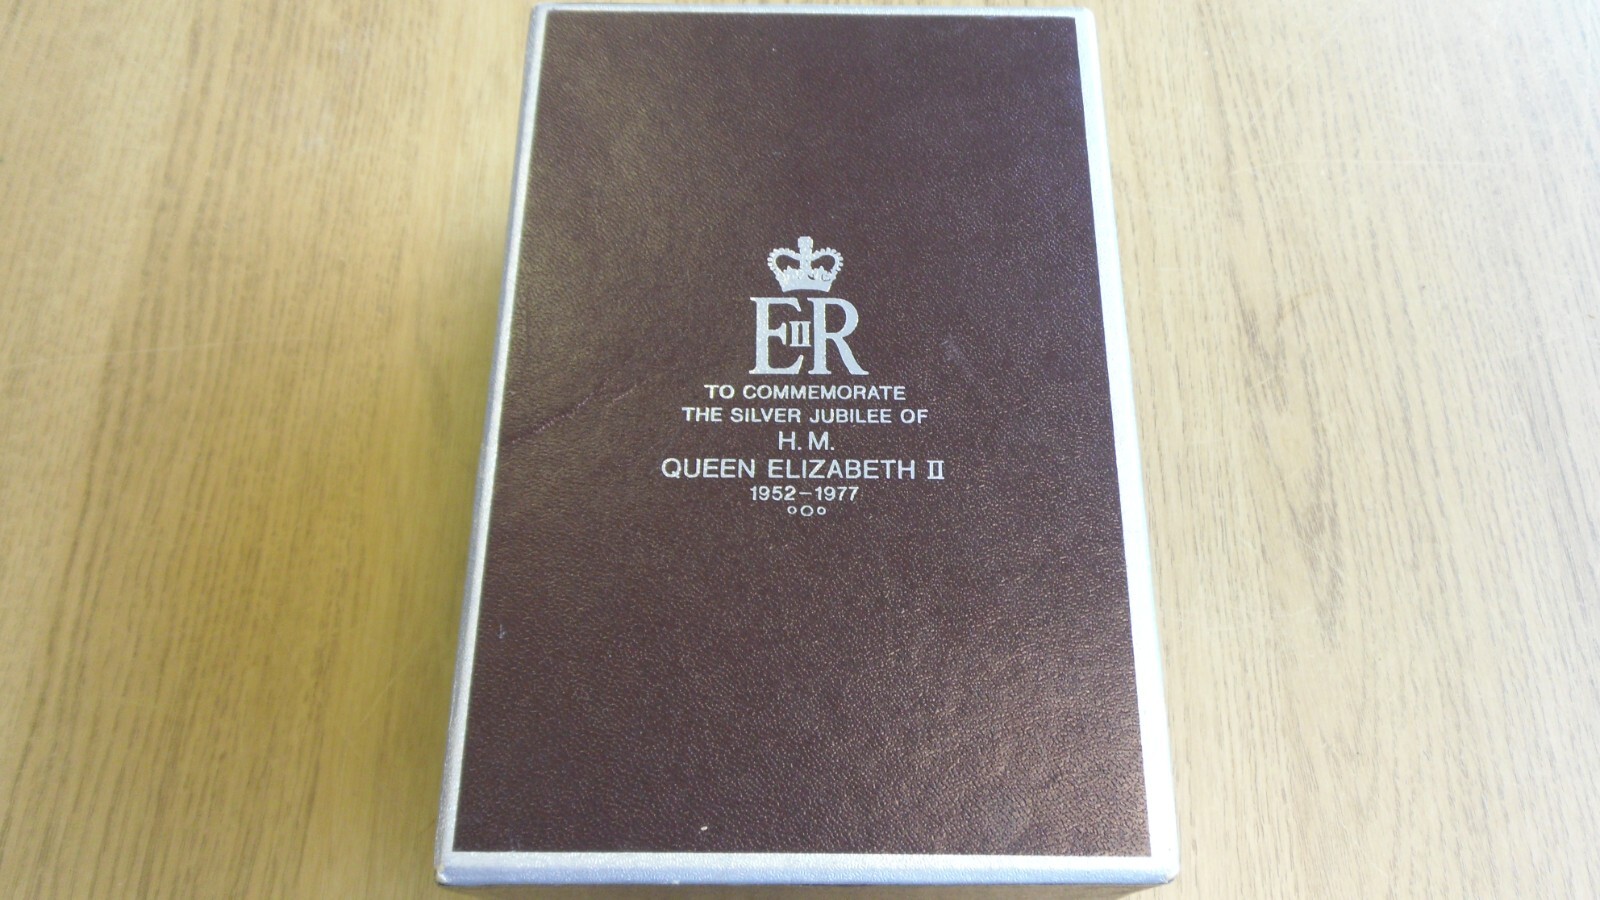 EIIR
TO COMMEMORATE
THE SILVER JUBILEE OF
H.M.
QUEEN ELIZABETH II
1952-1977